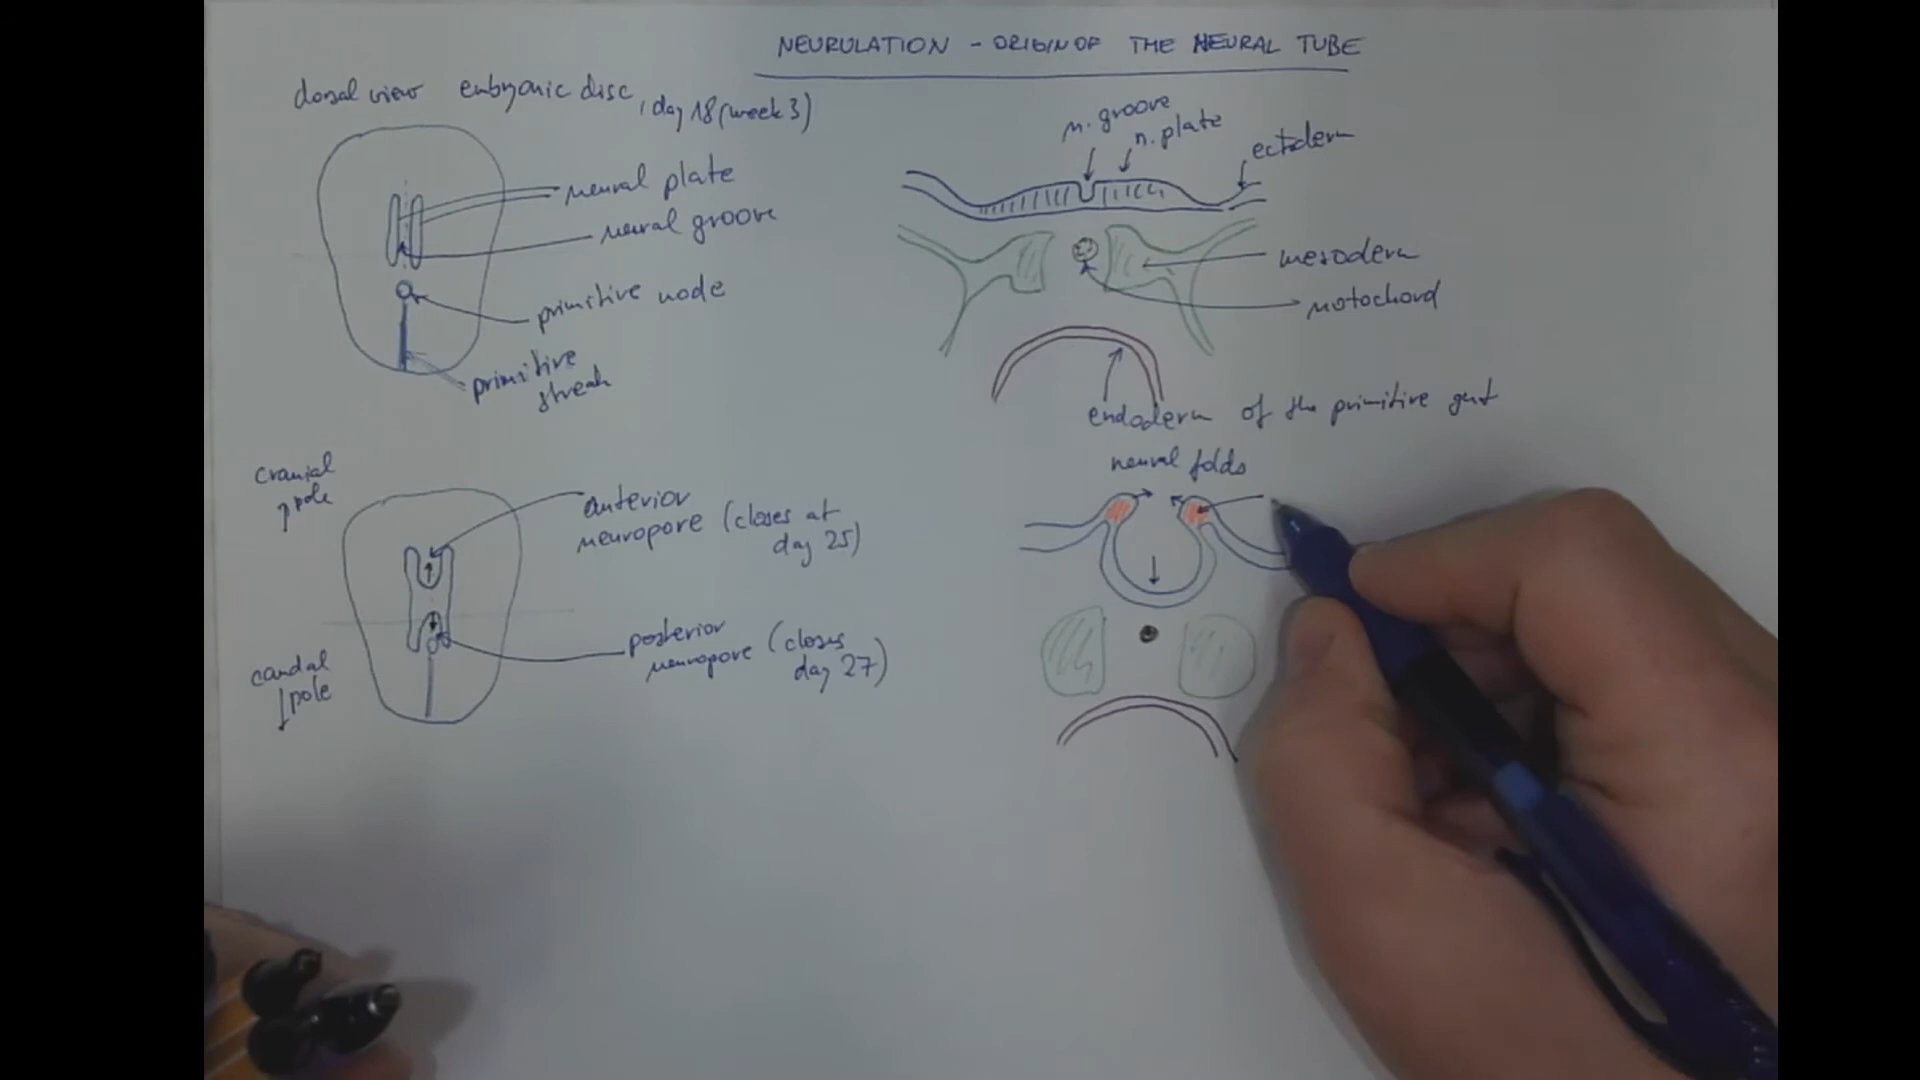 NEURULATION - ORIGIN OF THE NEURAL TUBE
dorsal view embryonic disc, day 18 (week 3)
neural plate
neural groove
primitive node
primitive
streak
n. groove
n. plate
ectoderm
mesoderm
notochord
endoderm of the primitive gut
cranial
pole
anterior
neuropore (closes at
day 25)
caudal
pole
posterior
neuropore (closes
day 27)
neural folds